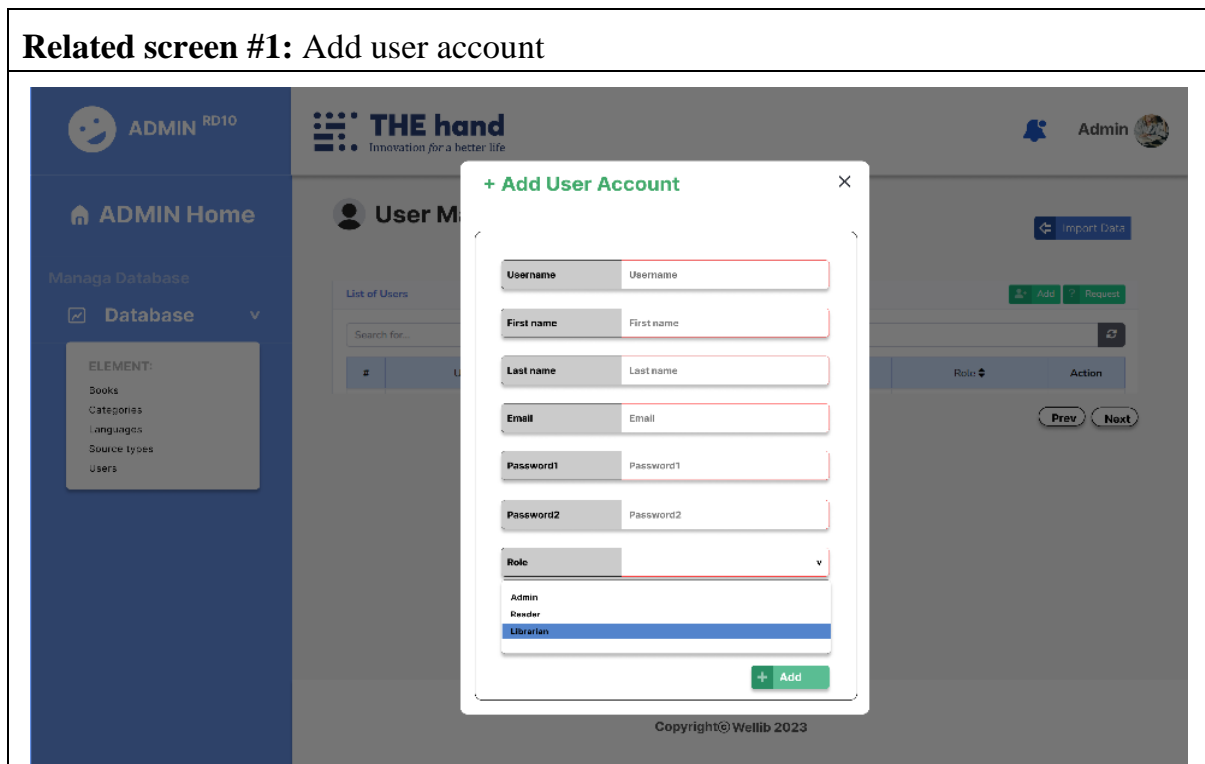 Related screen #1: Add user account
ADMIN RD10
THE hand
Innovation for a better life
Admin
+ Add User Account
ADMIN Home
User M
Import Data
Managa Database
Database v
List of Users
Add ? Request
Search for...
# U Role Action
ELEMENT:
Books
Categories
Languages
Source types
Users
Prev Next
Username Username
First name First name
Last name Last name
Email Email
Password1 Password1
Password2 Password2
Role v
Admin
Reader
Librarian
+ Add
Copyright© Wellib 2023